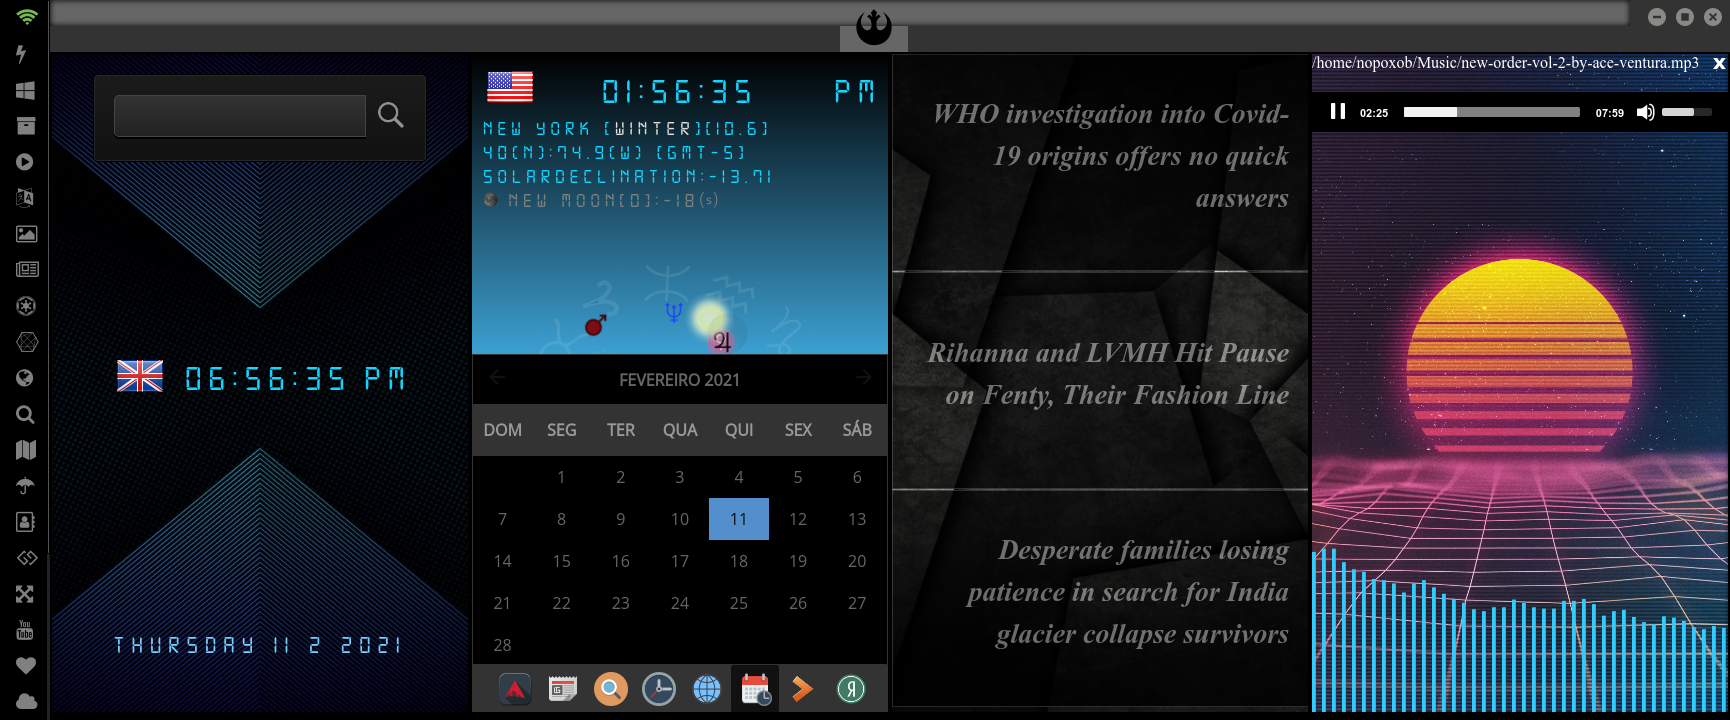 06:56:35 PM
THURSDAY 11 2 2021
01:56:35 PM
NEW YORK [WINTER][10.6]
40(N):74.9(W) [GMT-5]
SOLARDECLINATION:-13.71
NEW MOON[0]:-18(s)
FEVEREIRO 2021
DOM SEG TER QUA QUI SEX SÁB
1 2 3 4 5 6
7 8 9 10 11 12 13
14 15 16 17 18 19 20
21 22 23 24 25 26 27
28
WHO investigation into Covid-
19 origins offers no quick
answers
Rihanna and LVMH Hit Pause
on Fenty, Their Fashion Line
Desperate families losing
patience in search for India
glacier collapse survivors
/home/nopoxob/Music/new-order-vol-2-by-ace-ventura.mp3 x
02:25 07:59
You
Tube
Я